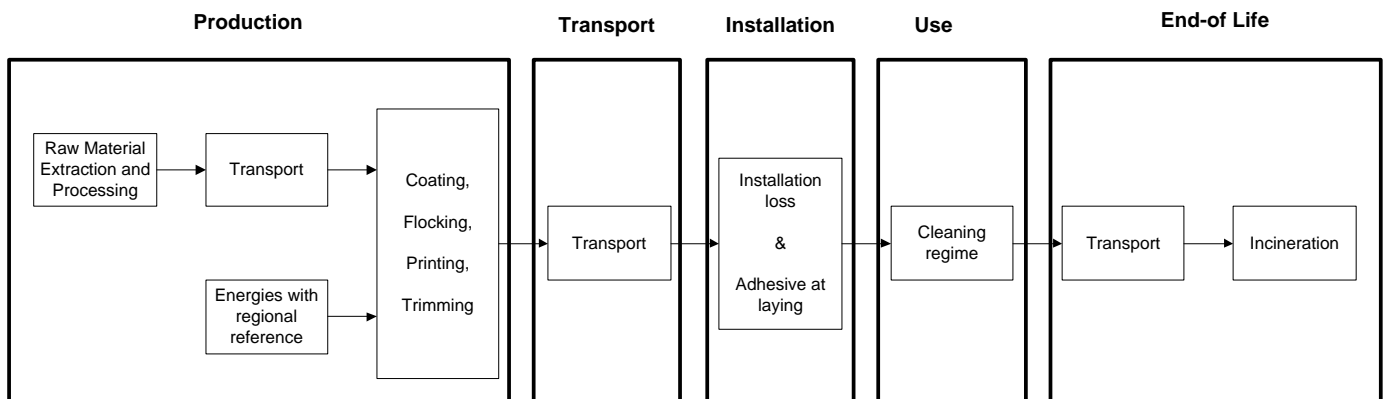 Production
Transport
Installation
Use
End-of Life
Raw Material
Extraction and
Processing
Transport
Energies with
regional
reference
Coating,
Flocking,
Printing,
Trimming
Transport
Installation
loss
&
Adhesive at
laying
Cleaning
regime
Transport
Incineration